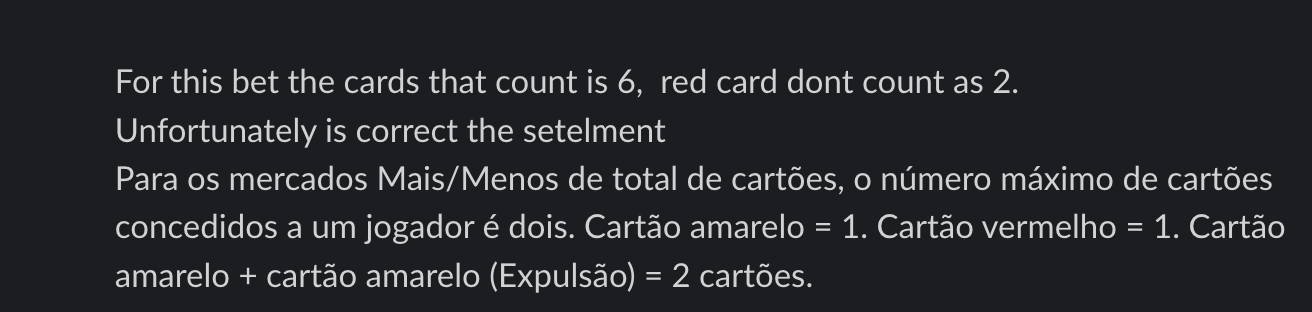 For this bet the cards that count is 6,  red card dont count as 2.
Unfortunately is correct the setelment
Para os mercados Mais/Menos de total de cartões, o número máximo de cartões
concedidos a um jogador é dois. Cartão amarelo = 1. Cartão vermelho = 1. Cartão
amarelo + cartão amarelo (Expulsão) = 2 cartões.